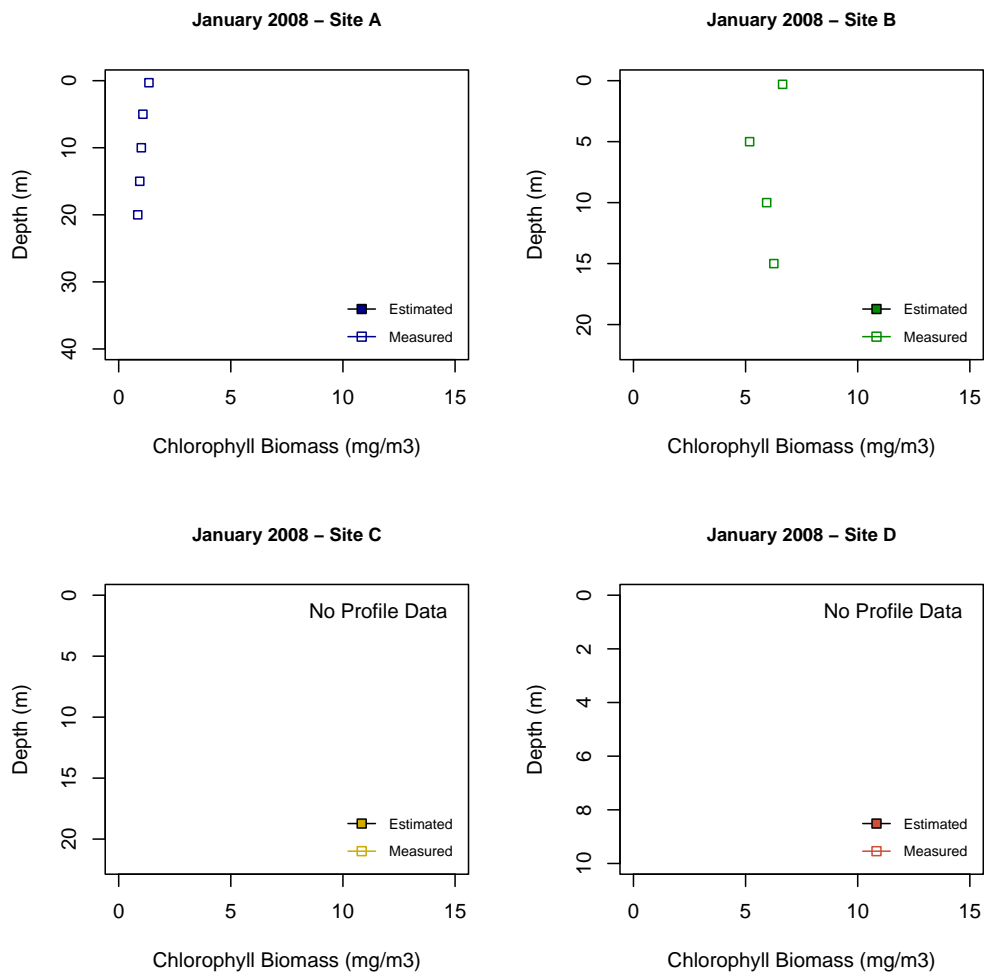 January 2008 – Site A
0
10
20
30
40
Depth (m)
Estimated
Measured
0 5 10 15
Chlorophyll Biomass (mg/m3)
January 2008 – Site B
0
5
10
15
20
Depth (m)
Estimated
Measured
0 5 10 15
Chlorophyll Biomass (mg/m3)
January 2008 – Site C
No Profile Data
0
5
10
15
20
Depth (m)
Estimated
Measured
0 5 10 15
Chlorophyll Biomass (mg/m3)
January 2008 – Site D
No Profile Data
0
2
4
6
8
10
Depth (m)
Estimated
Measured
0 5 10 15
Chlorophyll Biomass (mg/m3)